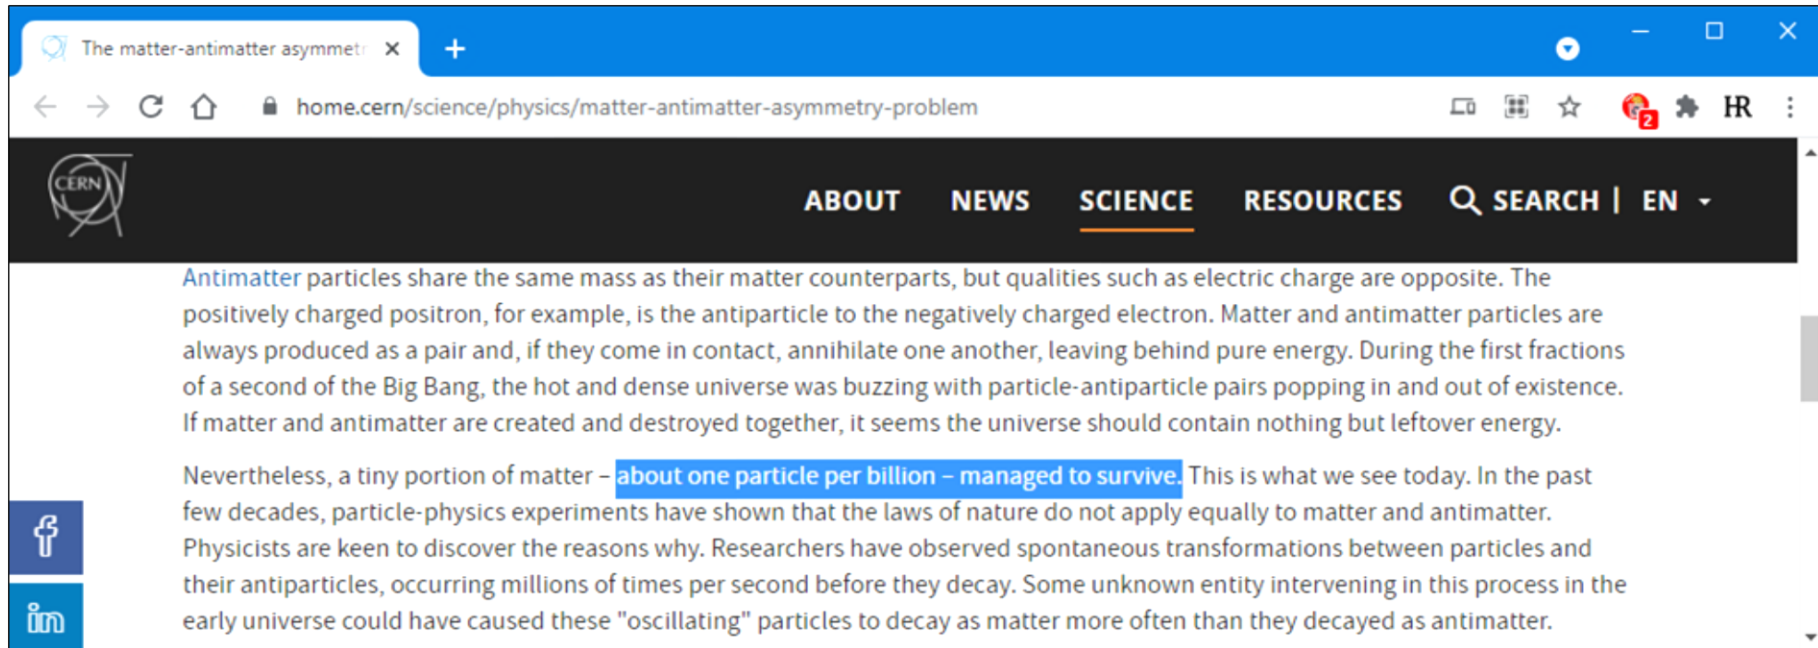 The matter-antimatter asymmet
home.cern/science/physics/matter-antimatter-asymmetry-problem
2
HR
CERN
ABOUT NEWS SCIENCE RESOURCES SEARCH | EN
Antimatter particles share the same mass as their matter counterparts, but qualities such as electric charge are opposite. The
positively charged positron, for example, is the antiparticle to the negatively charged electron. Matter and antimatter particles are
always produced as a pair and, if they come in contact, annihilate one another, leaving behind pure energy. During the first fractions
of a second of the Big Bang, the hot and dense universe was buzzing with particle-antiparticle pairs popping in and out of existence.
If matter and antimatter are created and destroyed together, it seems the universe should contain nothing but leftover energy.
Nevertheless, a tiny portion of matter – about one particle per billion – managed to survive. This is what we see today. In the past
few decades, particle-physics experiments have shown that the laws of nature do not apply equally to matter and antimatter.
Physicists are keen to discover the reasons why. Researchers have observed spontaneous transformations between particles and
their antiparticles, occurring millions of times per second before they decay. Some unknown entity intervening in this process in the
early universe could have caused these "oscillating" particles to decay as matter more often than they decayed as antimatter.
f
in